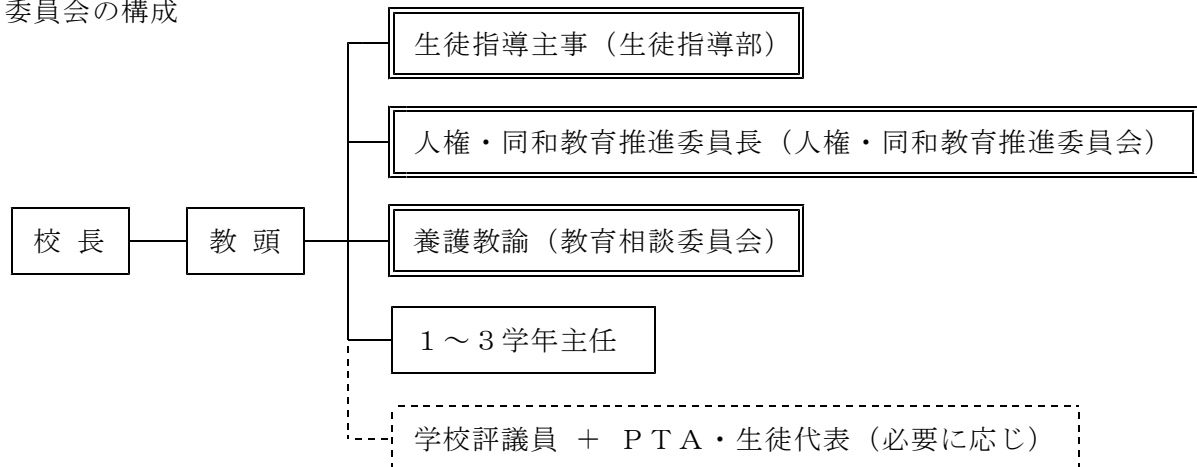 委員会の構成
生徒指導主事（生徒指導部）
人権・同和教育推進委員長（人権・同和教育推進委員会）
校 長
教 頭
養護教諭（教育相談委員会）
１～３学年主任
学校評議員 ＋ ＰＴＡ・生徒代表（必要に応じ）